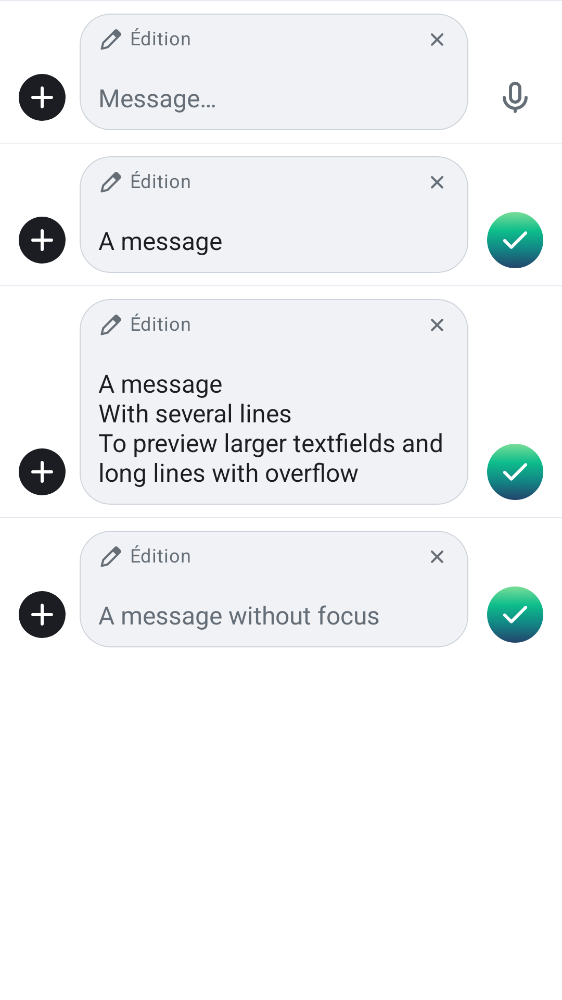 Édition
Message…
Édition
A message
Édition
A message
With several lines
To preview larger textfields and
long lines with overflow
Édition
A message without focus